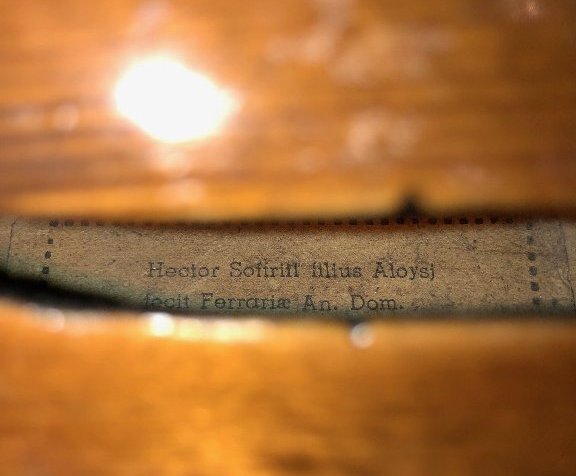 Hector Soffritti filius Aloysj
fecit Ferrariæ An. Dom.